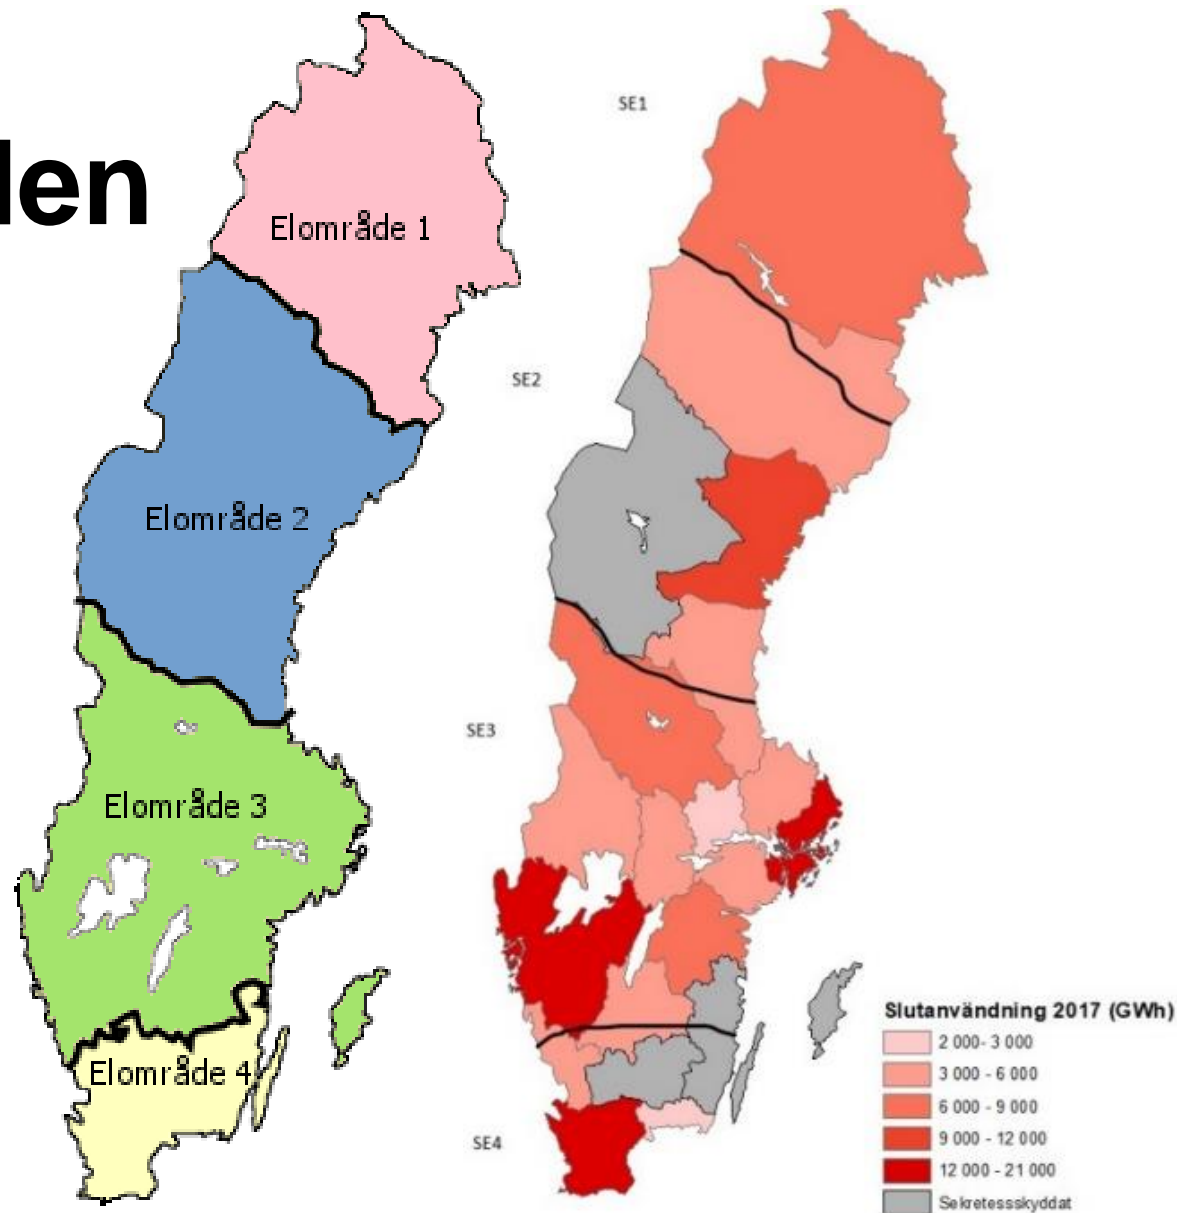 den
Elområde 1
Elområde 2
Elområde 3
Elområde 4
SE1
SE2
SE3
SE4
Slutanvändning 2017 (GWh)
2 000- 3 000
3 000 - 6 000
6 000 - 9 000
9 000 - 12 000
12 000 - 21 000
Sekretessskyddat